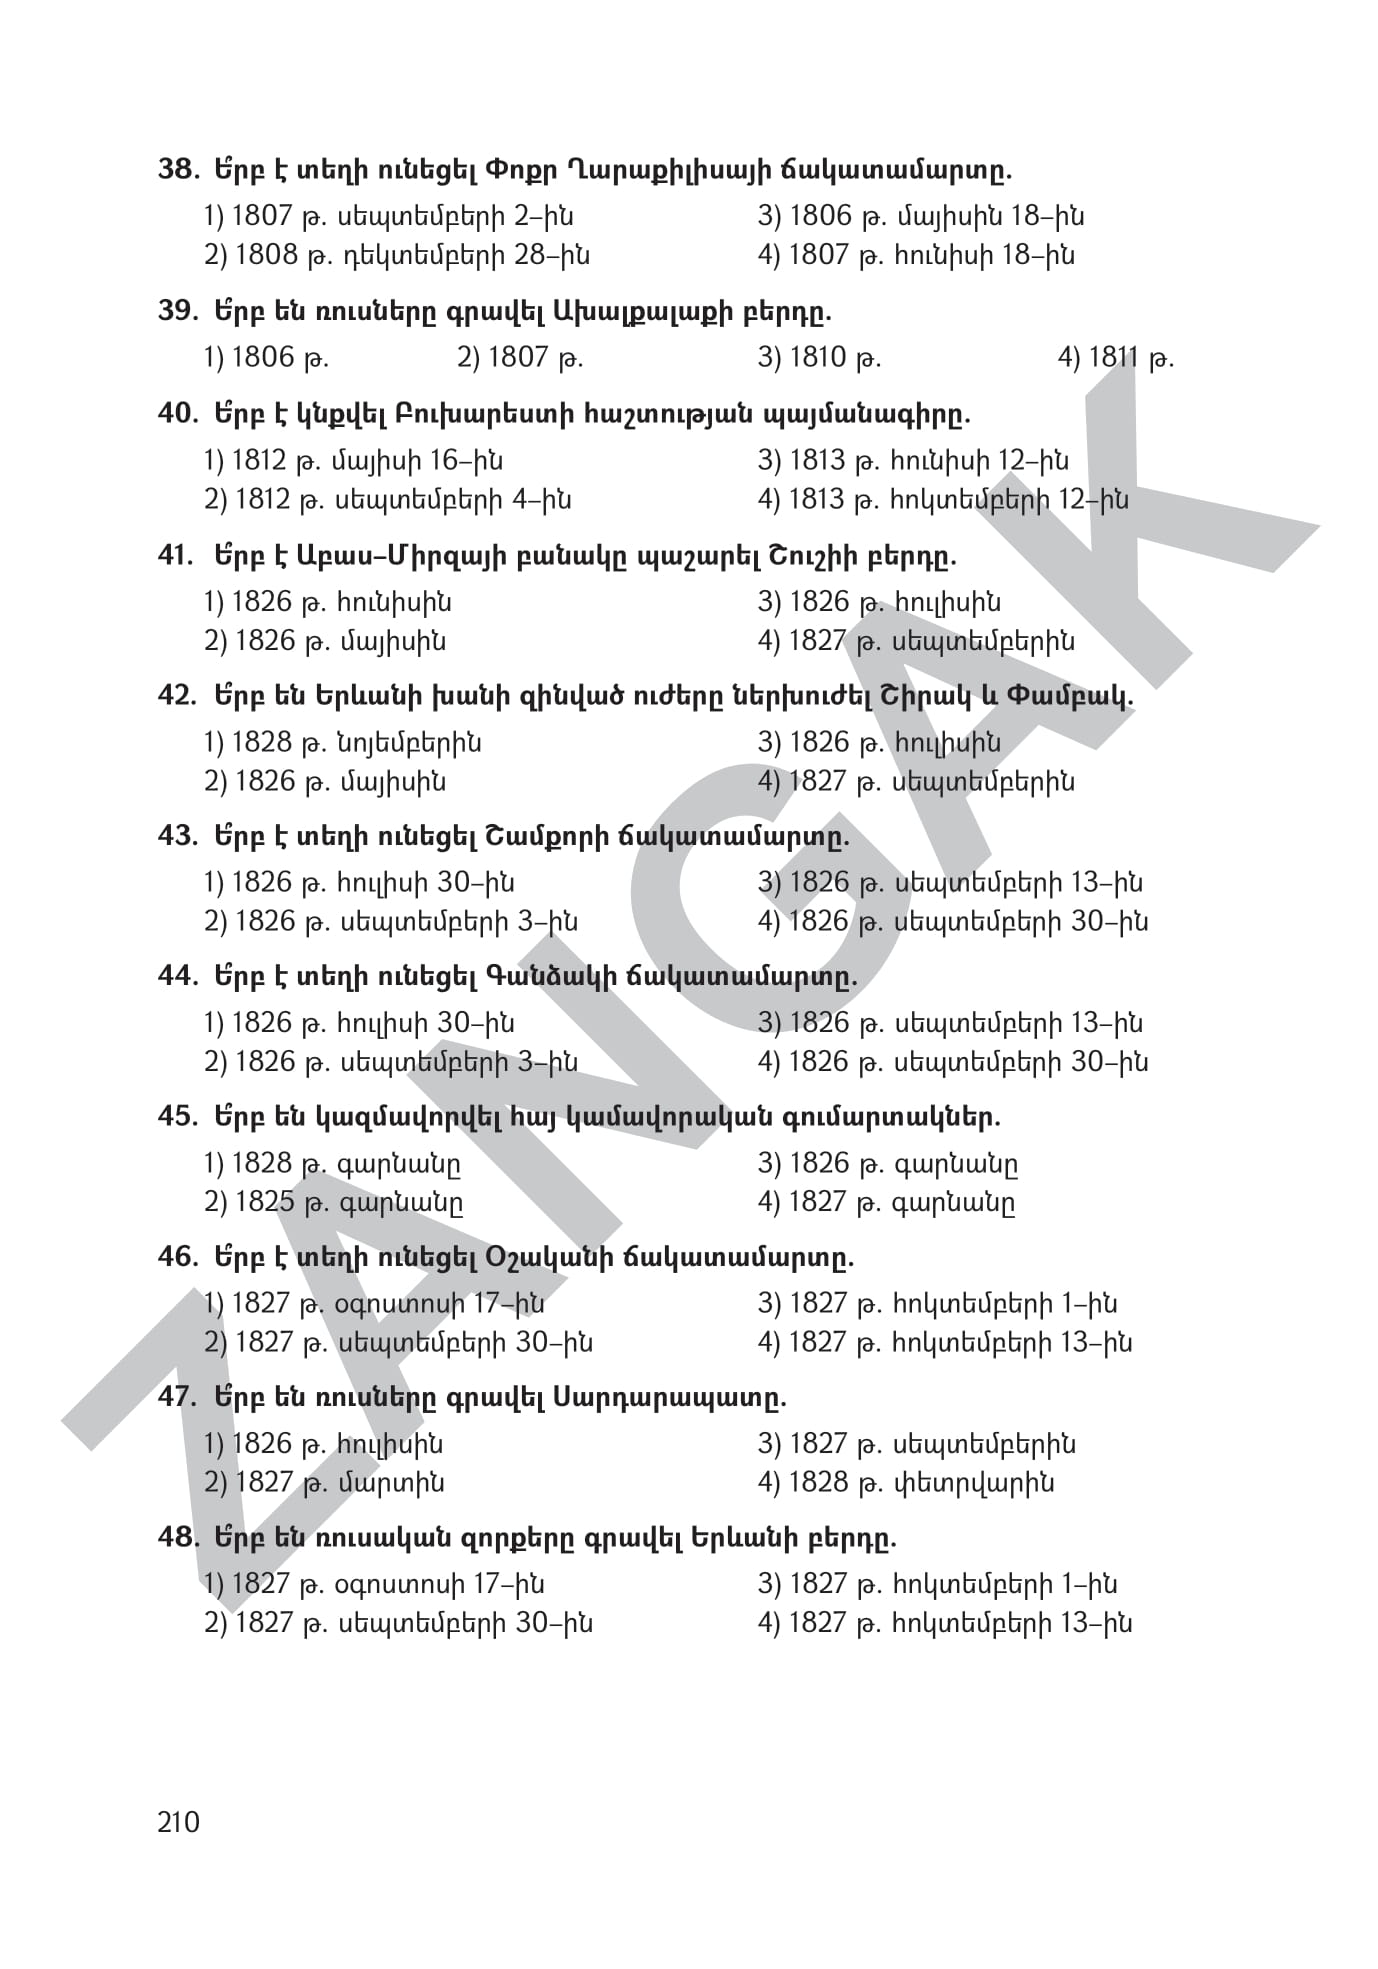 38. Ե՞րբ է տեղի ունեցել Փոքր Ղարաքիլիսայի ճակատամարտը.
1) 1807 թ. սեպտեմբերի 2–ին 3) 1806 թ. մայիսին 18–ին
2) 1808 թ. դեկտեմբերի 28–ին 4) 1807 թ. հունիսի 18–ին
39. Ե՞րբ են ռուսները գրավել Ախալքալաքի բերդը.
1) 1806 թ. 2) 1807 թ. 3) 1810 թ. 4) 1811 թ.
40. Ե՞րբ է կնքվել Բուխարեստի հաշտության պայմանագիրը.
1) 1812 թ. մայիսի 16–ին 3) 1813 թ. հունիսի 12–ին
2) 1812 թ. սեպտեմբերի 4–ին 4) 1813 թ. հոկտեմբերի 12–ին
41. Ե՞րբ է Աբաս–Միրզայի բանակը պաշարել Շուշիի բերդը.
1) 1826 թ. հունիսին 3) 1826 թ. հուլիսին
2) 1826 թ. մայիսին 4) 1827 թ. սեպտեմբերին
42. Ե՞րբ են Երևանի խանի զինված ուժերը ներխուժել Շիրակ և Փամբակ.
1) 1828 թ. նոյեմբերին 3) 1826 թ. հուլիսին
2) 1826 թ. մայիսին 4) 1827 թ. սեպտեմբերին
43. Ե՞րբ է տեղի ունեցել Շամքորի ճակատամարտը.
1) 1826 թ. հուլիսի 30–ին 3) 1826 թ. սեպտեմբերի 13–ին
2) 1826 թ. սեպտեմբերի 3–ին 4) 1826 թ. սեպտեմբերի 30–ին
44. Ե՞րբ է տեղի ունեցել Գանձակի ճակատամարտը.
1) 1826 թ. հուլիսի 30–ին 3) 1826 թ. սեպտեմբերի 13–ին
2) 1826 թ. սեպտեմբերի 3–ին 4) 1826 թ. սեպտեմբերի 30–ին
45. Ե՞րբ են կազմավորվել հայ կամավորական գումարտակներ.
1) 1828 թ. գարնանը 3) 1826 թ. գարնանը
2) 1825 թ. գարնանը 4) 1827 թ. գարնանը
46. Ե՞րբ է տեղի ունեցել Օշականի ճակատամարտը.
1) 1827 թ. օգոստոսի 17–ին 3) 1827 թ. հոկտեմբերի 1–ին
2) 1827 թ. սեպտեմբերի 30–ին 4) 1827 թ. հոկտեմբերի 13–ին
47. Ե՞րբ են ռուսները գրավել Սարդարապատը.
1) 1826 թ. հուլիսին 3) 1827 թ. սեպտեմբերին
2) 1827 թ. մարտին 4) 1828 թ. փետրվարին
48. Ե՞րբ են ռուսական զորքերը գրավել Երևանի բերդը.
1) 1827 թ. օգոստոսի 17–ին 3) 1827 թ. հոկտեմբերի 1–ին
2) 1827 թ. սեպտեմբերի 30–ին 4) 1827 թ. հոկտեմբերի 13–ին
210
ZANGAK